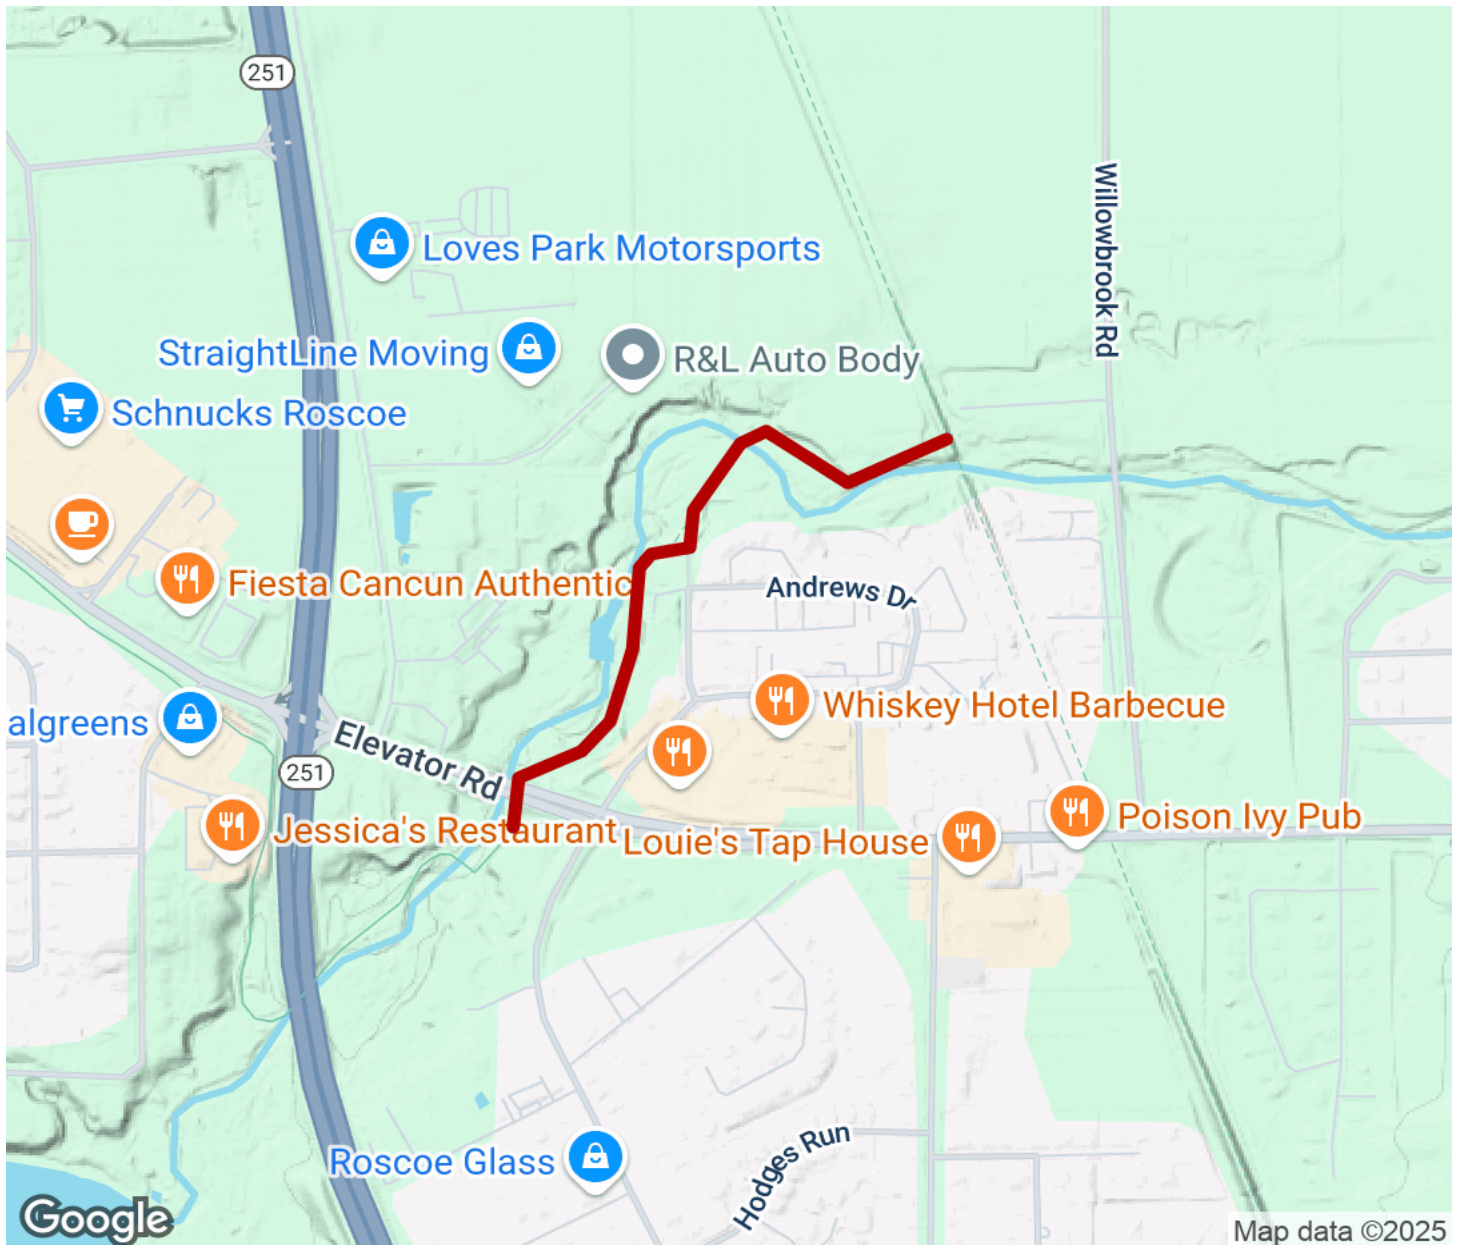 251
Willowbrook Rd
Loves Park Motorsports
StraightLine Moving
R&L Auto Body
Schnucks Roscoe
Fiesta Cancun Authentic
Andrews Dr
Whiskey Hotel Barbecue
algreens
Elevator Rd
251
Jessica's Restaurant
Louie's Tap House
Poison Ivy Pub
Roscoe Glass
Hodges Run
Google
Map data ©2025